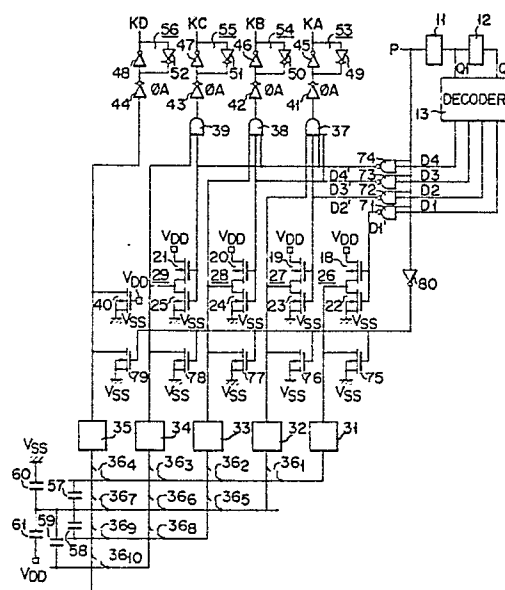 KD 56 KC 55 KB 54 KA 53
P 11 12
48 52 47 51 46 50 45 49
Q1 Q
44 43 ØA 42 ØA 41 ØA
DECODER
13
39 38 37
74 D4
D4' 73 D3
D3' 72 D2
D2' 71 D1
D1'
VDD VDD VDD VDD
21 20 19 18
29 28 27 26
VDD
40 25 24 23 22
80
VSS VSS VSS VSS VSS
79 78 77 76 75
VSS VSS VSS VSS VSS
35 34 33 32 31
VSS
364 363 362 361
60 57
367 366 365
61 59 58
369 368
VDD
3610